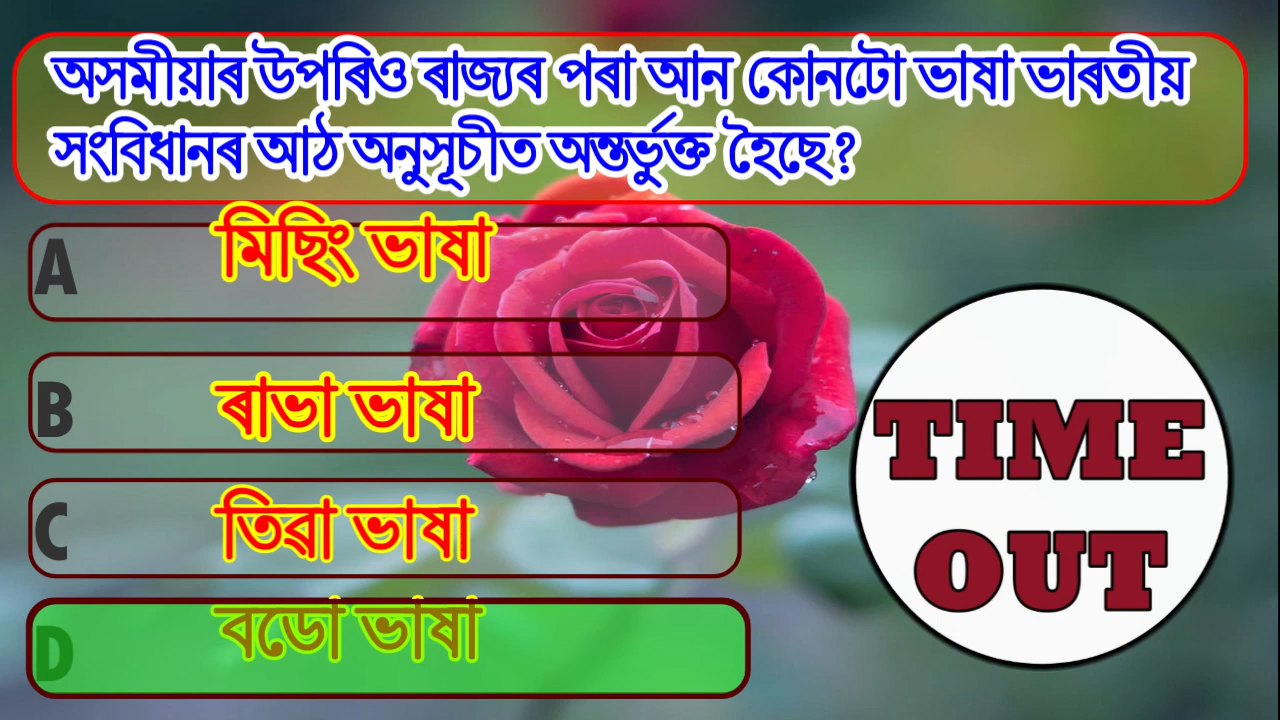 অসমীয়াৰ উপৰিও ৰাজ্যৰ পৰা আন কোনটো ভাষা ভাৰতীয়
সংবিধানৰ আঠ অনুসূচীত অন্তৰ্ভুক্ত হৈছে?
A মিছিং ভাষা
B ৰাভা ভাষা
C তিৱা ভাষা
D বডো ভাষা
TIME
OUT